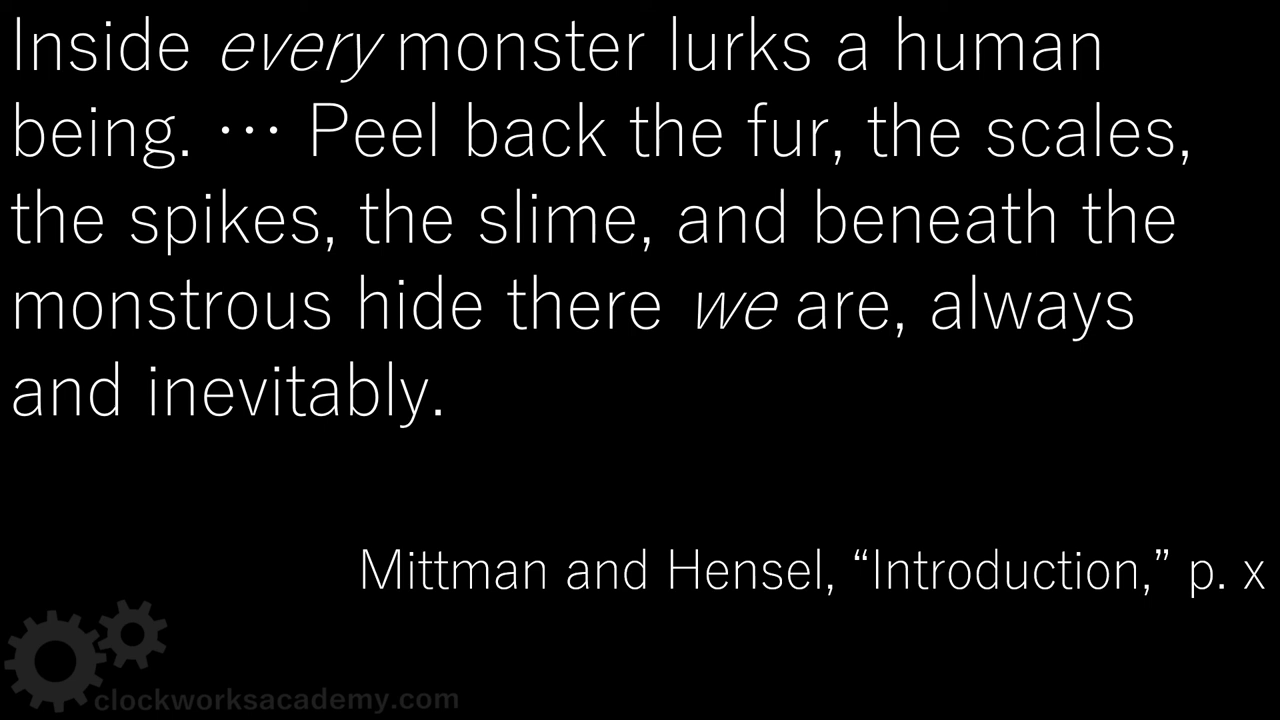 Inside every monster lurks a human
being. ··· Peel back the fur, the scales,
the spikes, the slime, and beneath the
monstrous hide there we are, always
and inevitably.
Mittman and Hensel, “Introduction,” p. x
clockworksacademy.com